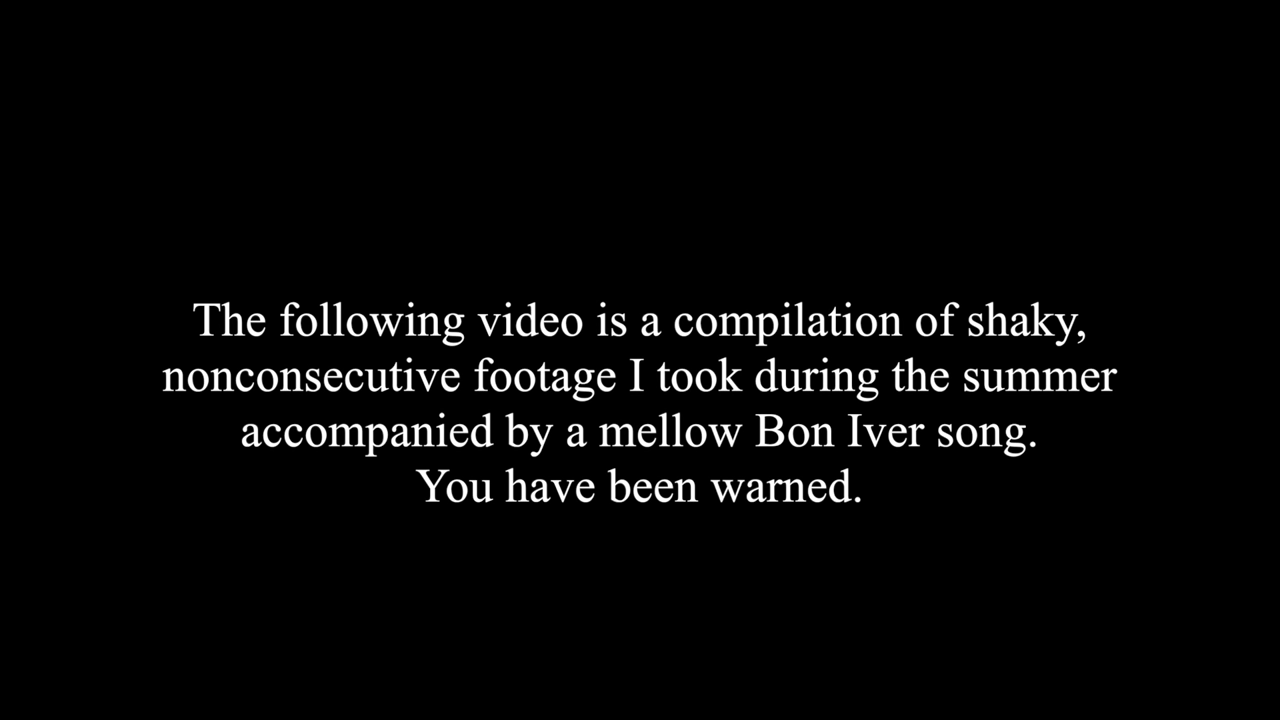 The following video is a compilation of shaky,
nonconsecutive footage I took during the summer
accompanied by a mellow Bon Iver song.
You have been warned.